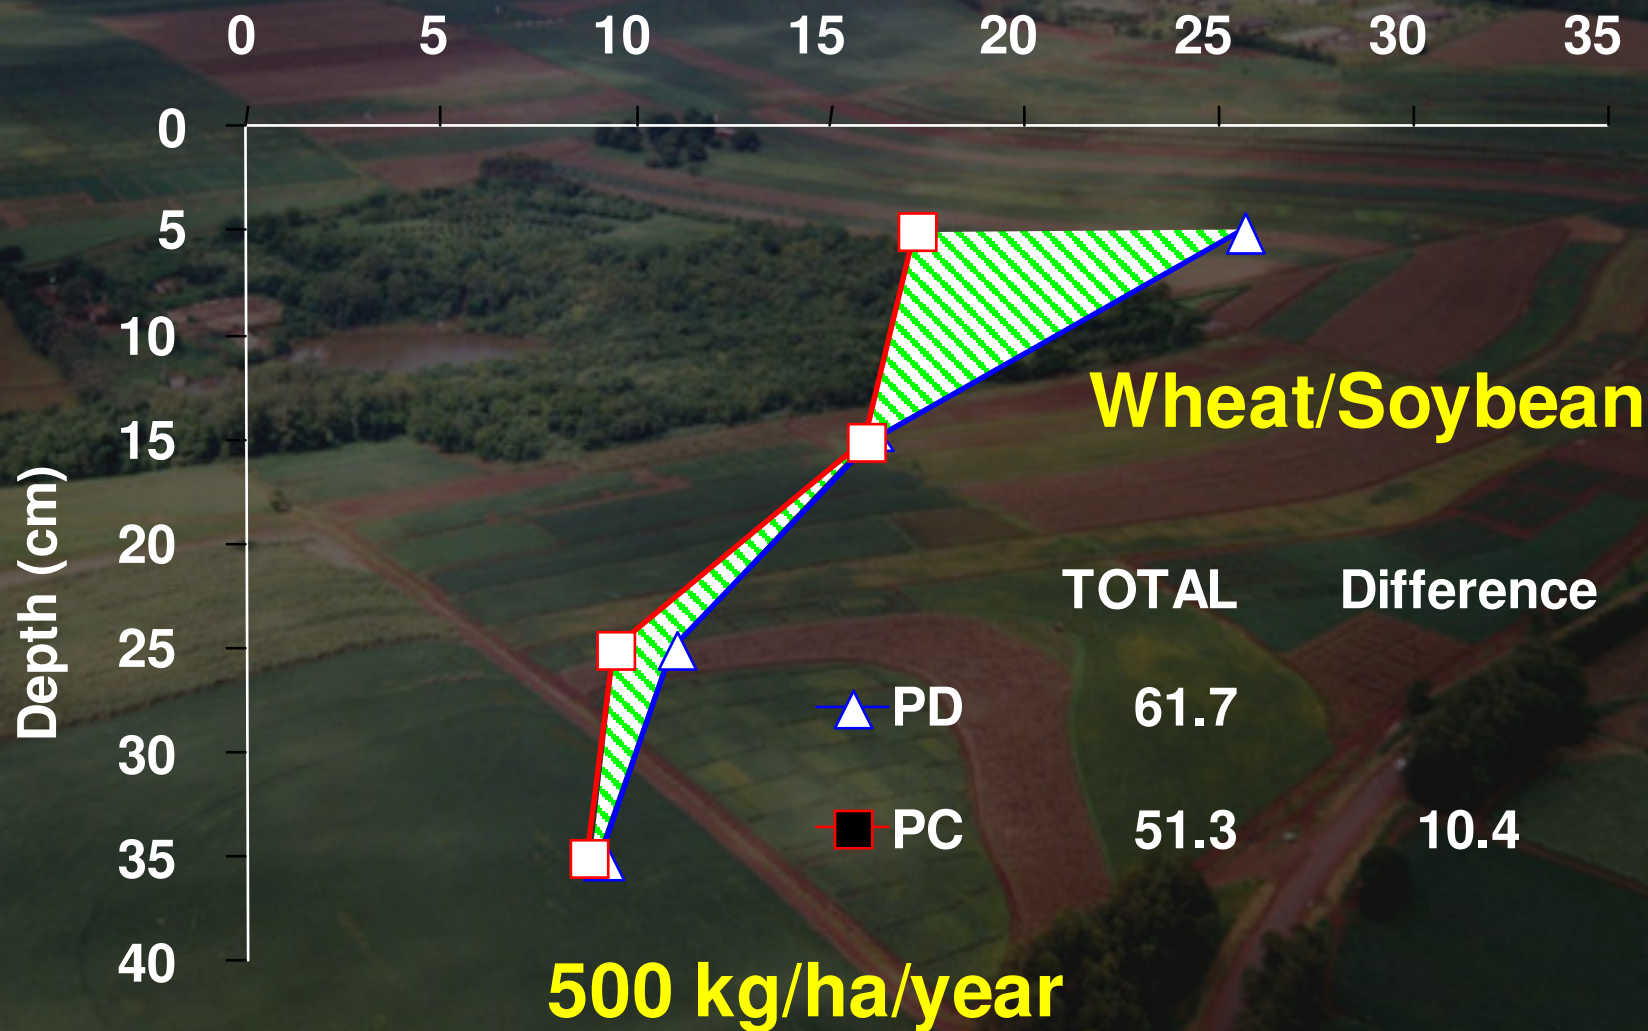 0 5 10 15 20 25 30 35
0
5
10
15
20
25
30
35
40
Depth (cm)
Wheat/Soybean
TOTAL Difference
PD 61.7
PC 51.3 10.4
500 kg/ha/year